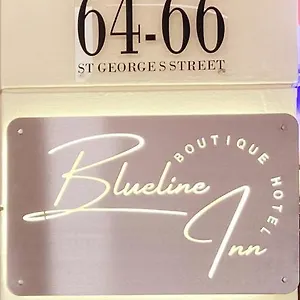 64-66
ST GEORGES STREET
Blueline
BOUTIQUE HOTEL
Inn